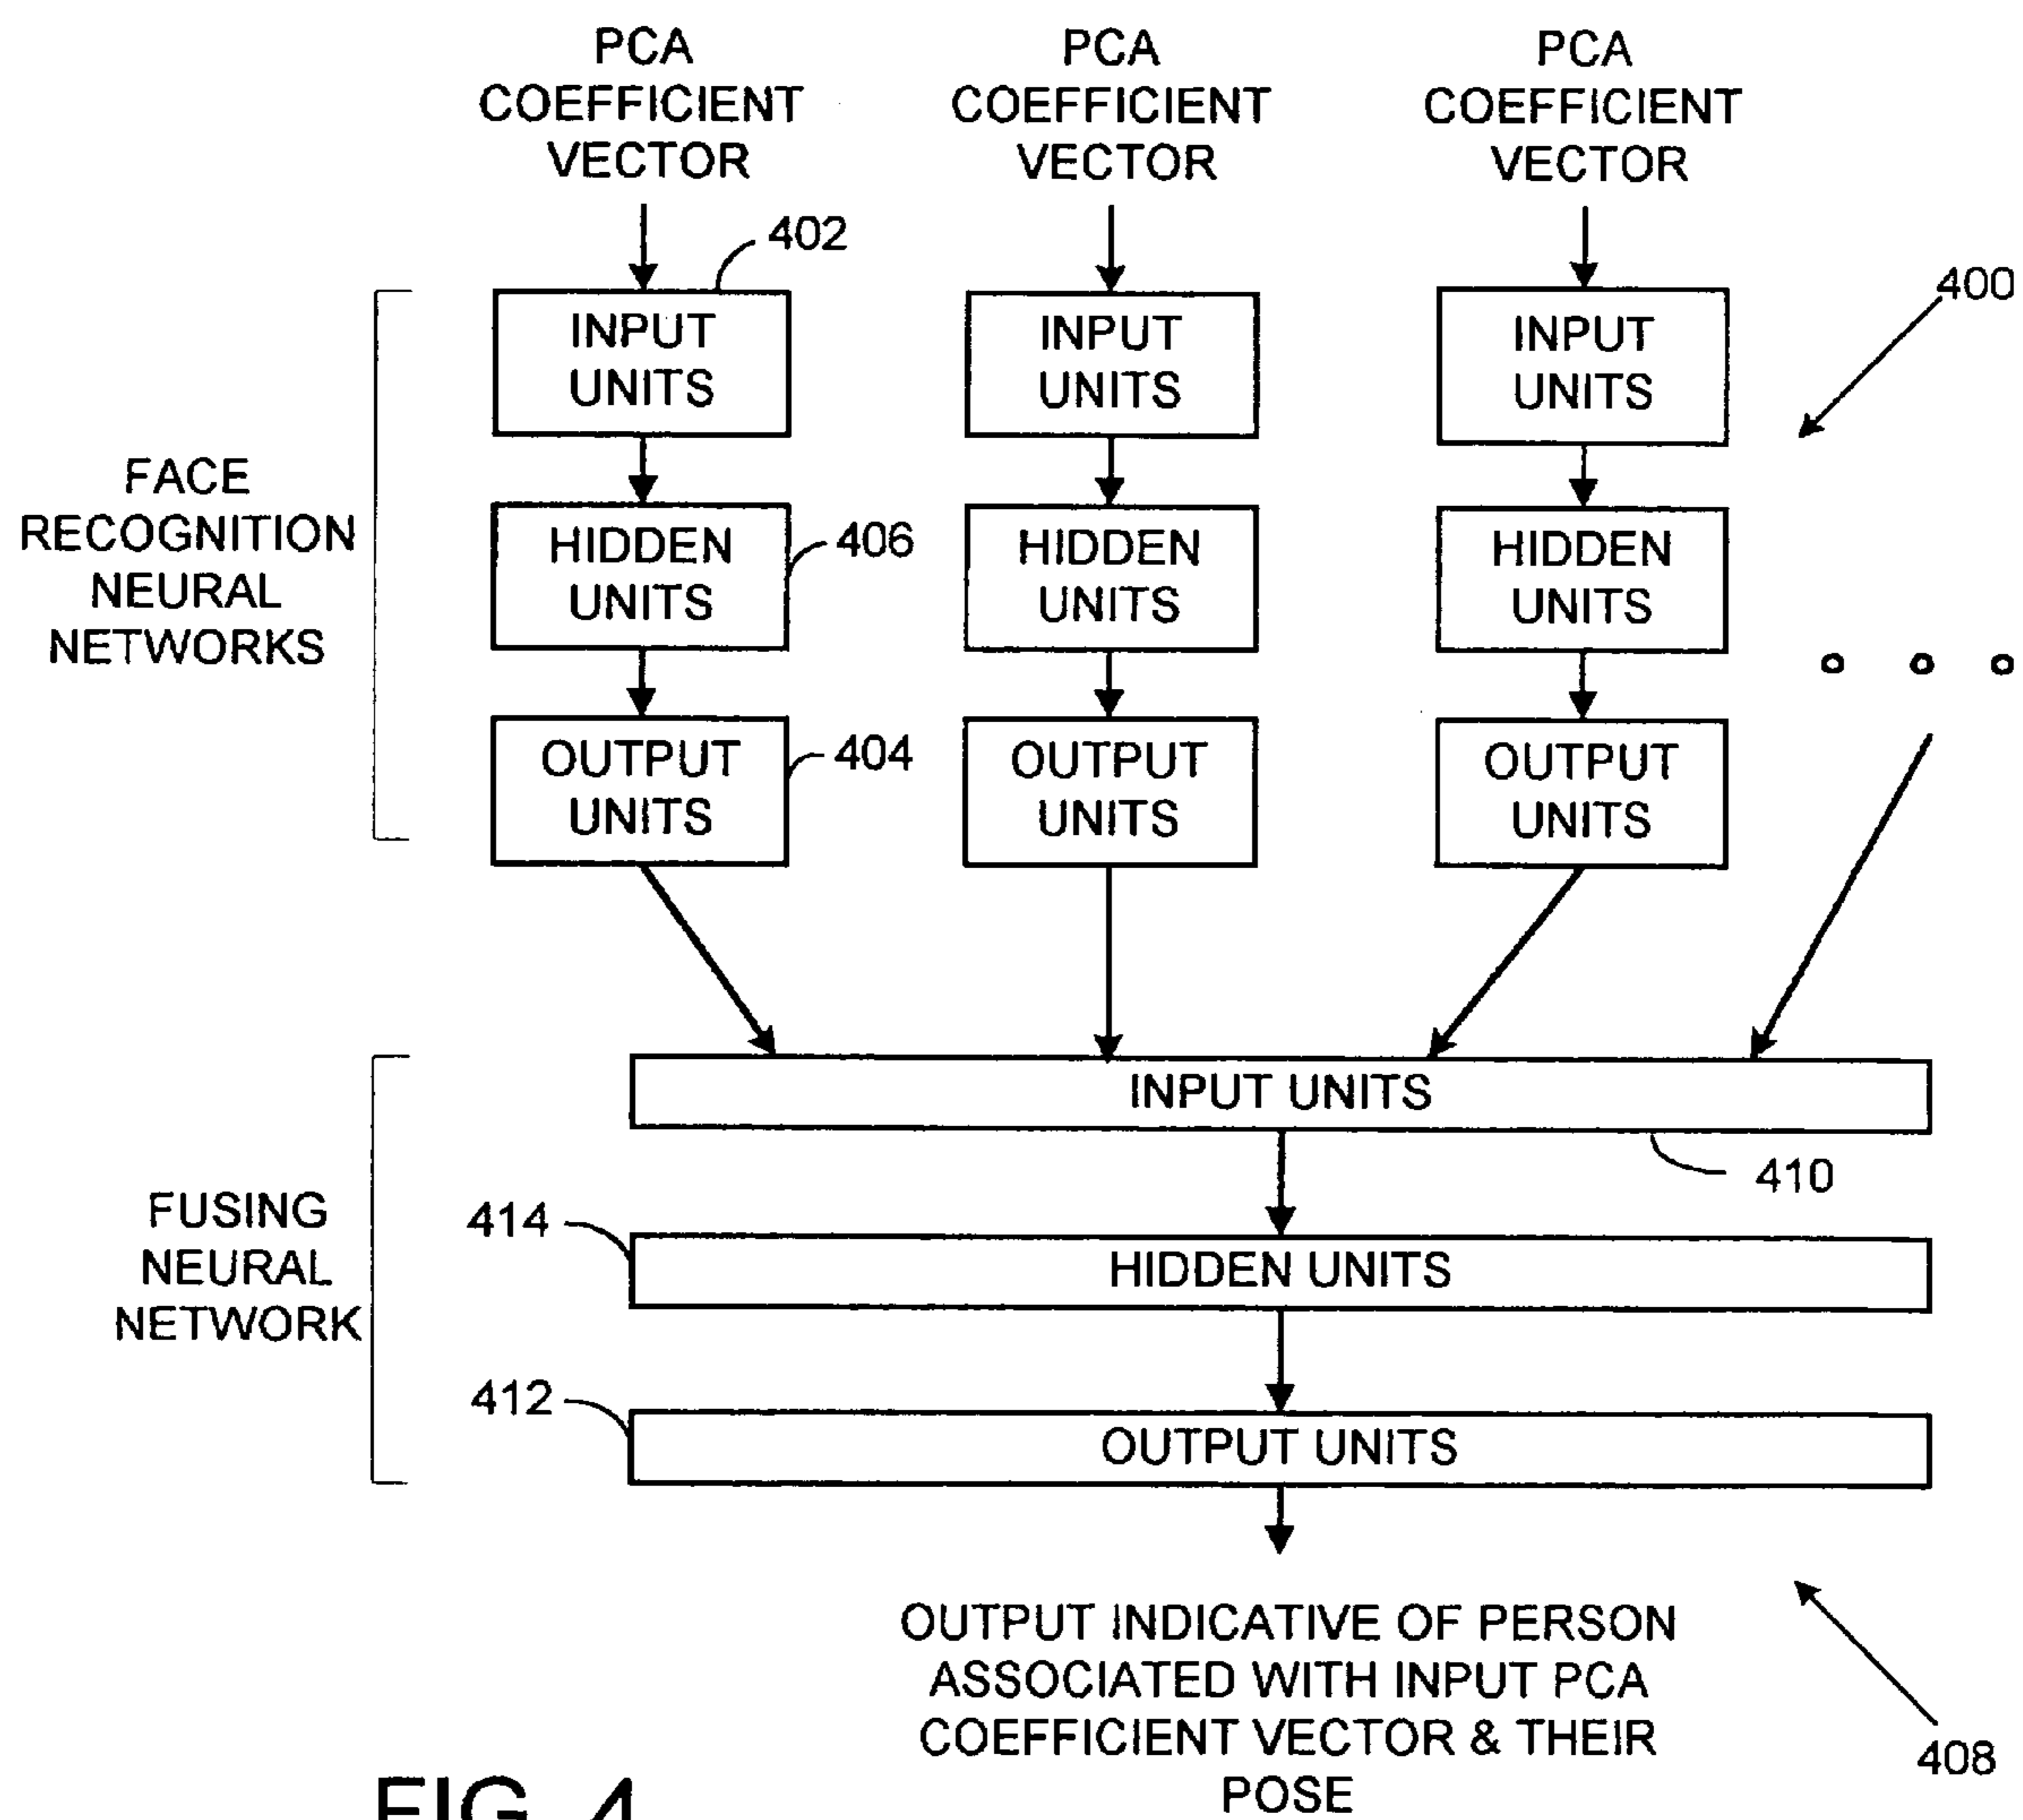 PCA
COEFFICIENT
VECTOR
PCA
COEFFICIENT
VECTOR
PCA
COEFFICIENT
VECTOR
402
400
INPUT
UNITS
INPUT
UNITS
INPUT
UNITS
FACE
RECOGNITION
NEURAL
NETWORKS
HIDDEN
UNITS
406
HIDDEN
UNITS
HIDDEN
UNITS
OUTPUT
UNITS
404
OUTPUT
UNITS
OUTPUT
UNITS
INPUT UNITS
410
FUSING
NEURAL
NETWORK
414
HIDDEN UNITS
412
OUTPUT UNITS
OUTPUT INDICATIVE OF PERSON
ASSOCIATED WITH INPUT PCA
COEFFICIENT VECTOR & THEIR
POSE
408
FIG. 4